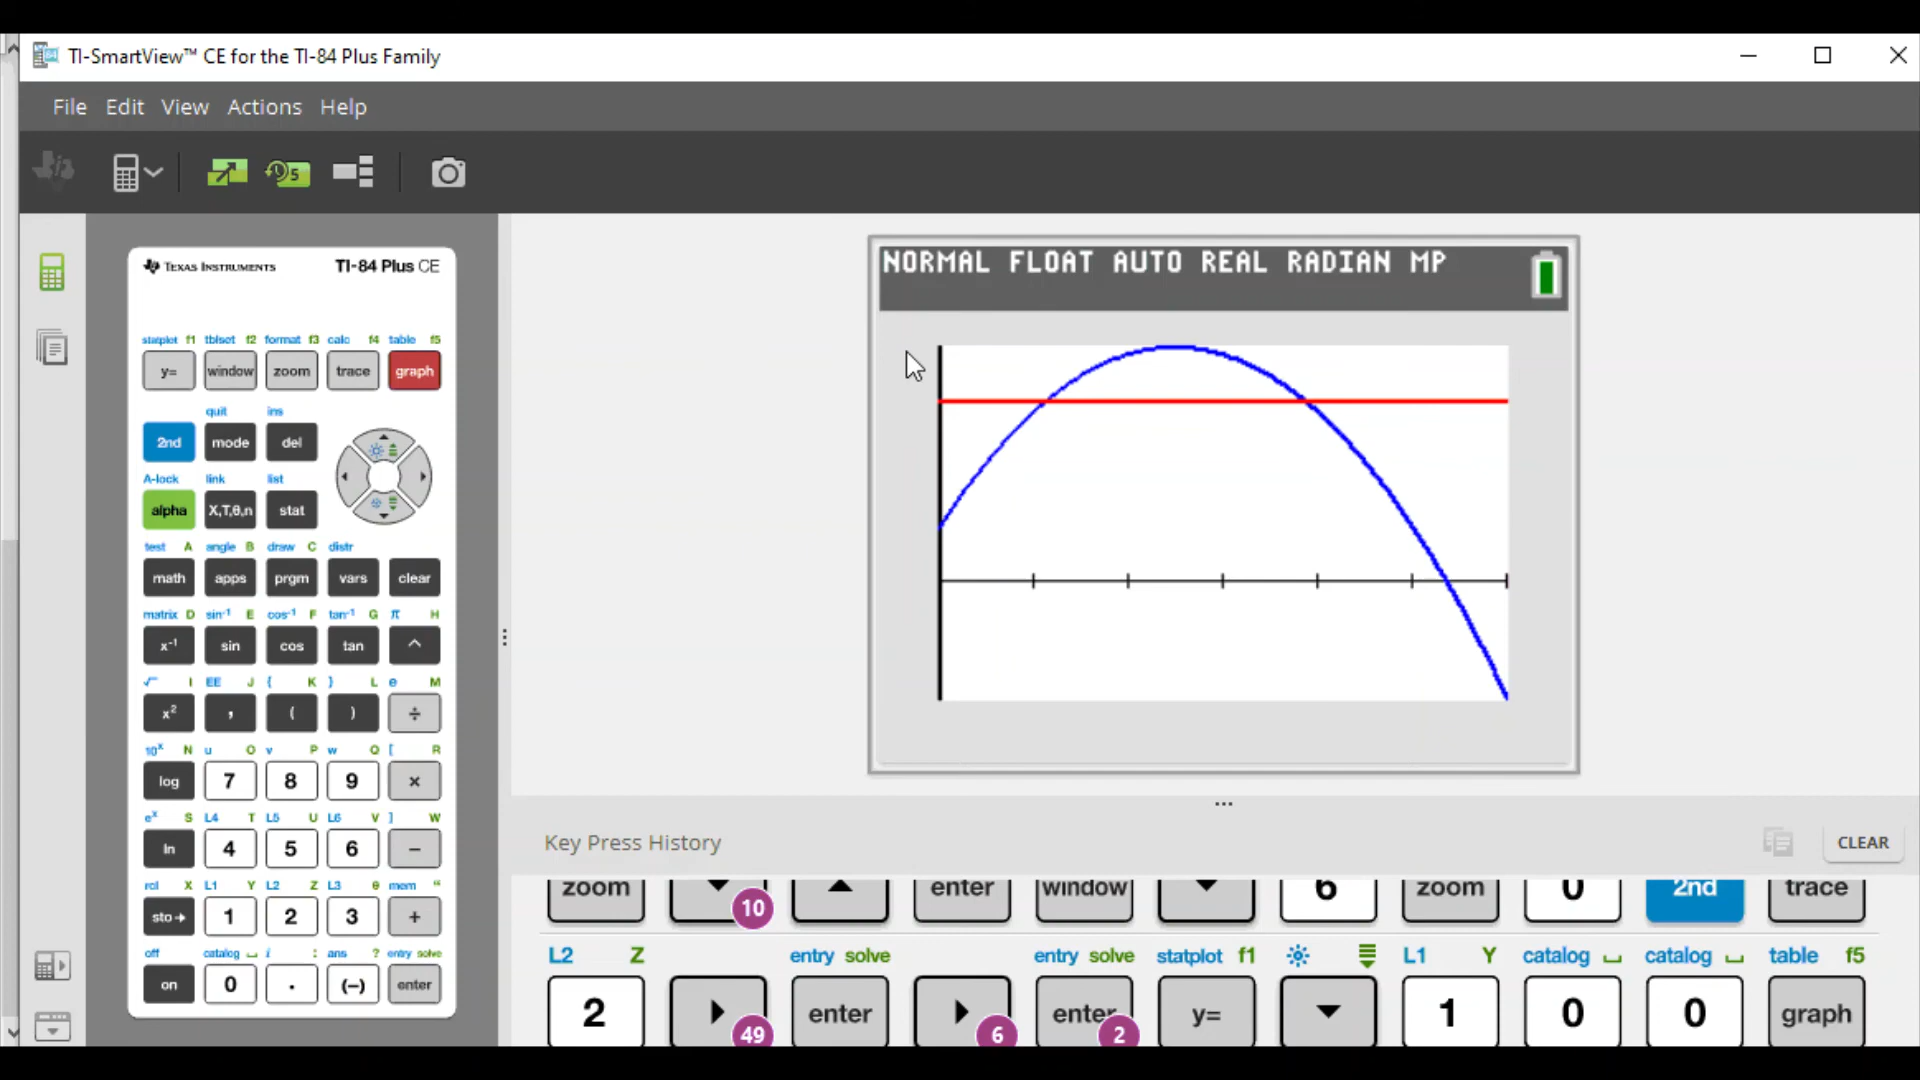 TI-SmartView™ CE for the TI-84 Plus Family
File Edit View Actions Help
5
TEXAS INSTRUMENTS TI-84 Plus CE
statplot f1 tblset f2 format f3 calc f4 table f5
y= window zoom trace graph
quit ins
2nd mode del
A-lock link list
alpha X,T,θ,n stat
test A angle B draw C distr
math apps prgm vars clear
matrix D sin⁻¹ E cos⁻¹ F tan⁻¹ G π H
x⁻¹ sin cos tan ^
√ I EE J { K } L e M
x² , ( ) ÷
10ˣ N u O v P w Q [ R
log 7 8 9 ×
eˣ S L4 T L5 U L6 V ] W
ln 4 5 6 −
rcl X L1 Y L2 Z L3 θ mem "
sto→ 1 2 3 +
off catalog ⎵ i : ans ? entry solve
on 0 . (−) enter
NORMAL FLOAT AUTO REAL RADIAN MP
Key Press History CLEAR
zoom 10 enter window 6 zoom 0 2nd trace
L2 Z entry solve entry solve statplot f1 L1 Y catalog ⎵ catalog ⎵ table f5
2 49 enter 6 enter 2 y= 1 0 0 graph